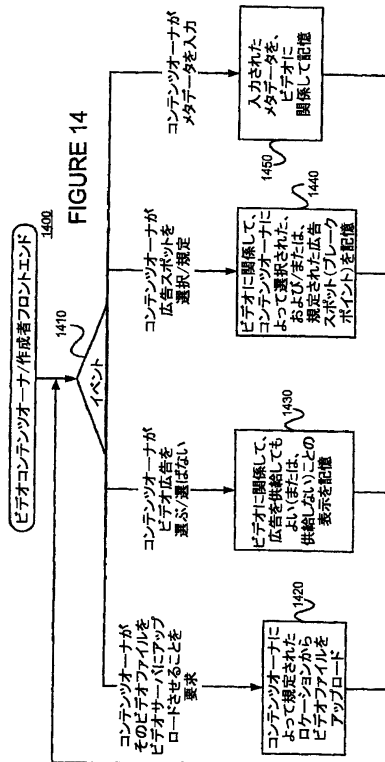 ビデオコンテンツオーナ/作成者フロントエンド
1400
FIGURE 14
1410
イベント
コンテンツオーナが
そのビデオファイルを
ビデオサーバにアップ
ロードさせることを
要求
コンテンツオーナが
ビデオ広告を
選ぶ/選ばない
コンテンツオーナが
広告スポットを
選択/規定
コンテンツオーナが
メタデータを入力
1420
コンテンツオーナに
よって規定された
ロケーションから
ビデオファイルを
アップロード
1430
ビデオに関係して、
広告を供給しても
よい(または、
供給しない)ことの
表示を記憶
1440
ビデオに関係して、
コンテンツオーナに
よって選択された、
および/または、
規定された広告
スポット(ブレーク
ポイント)を記憶
1450
入力された
メタデータを、
ビデオに
関係して記憶